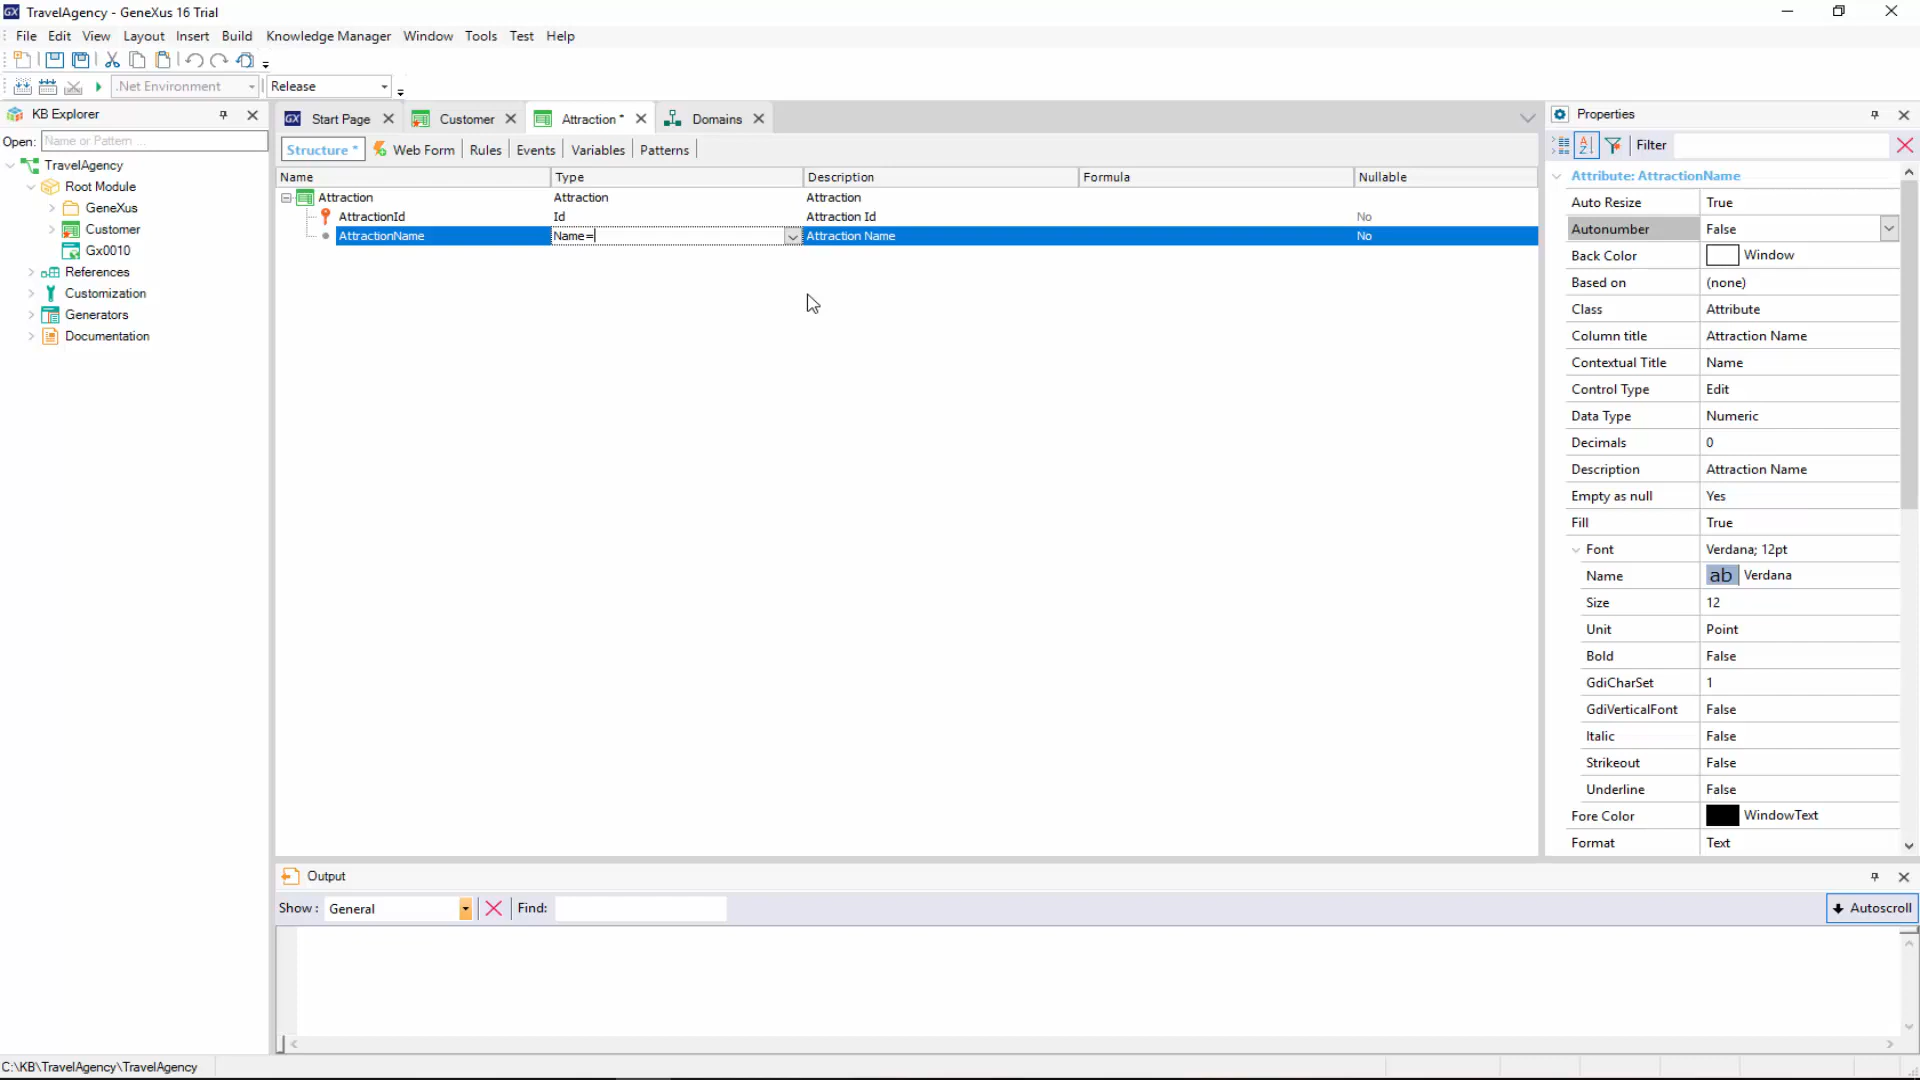 TravelAgency - GeneXus 16 Trial
File Edit View Layout Insert Build Knowledge Manager Window Tools Test Help
.Net Environment Release
KB Explorer
Open: Name or Pattern ...
TravelAgency
Root Module
GeneXus
Customer
Gx0010
References
Customization
Generators
Documentation
Start Page Customer Attraction * Domains
Structure * Web Form Rules Events Variables Patterns
Name Type Description Formula Nullable
Attraction Attraction Attraction
AttractionId Id Attraction Id No
AttractionName Name= Attraction Name No
Properties
Filter
Attribute: AttractionName
Auto Resize True
Autonumber False
Back Color Window
Based on (none)
Class Attribute
Column title Attraction Name
Contextual Title Name
Control Type Edit
Data Type Numeric
Decimals 0
Description Attraction Name
Empty as null Yes
Fill True
Font Verdana; 12pt
Name ab Verdana
Size 12
Unit Point
Bold False
GdiCharSet 1
GdiVerticalFont False
Italic False
Strikeout False
Underline False
Fore Color WindowText
Format Text
Output
Show : General Find: Autoscroll
C:\KB\TravelAgency\TravelAgency